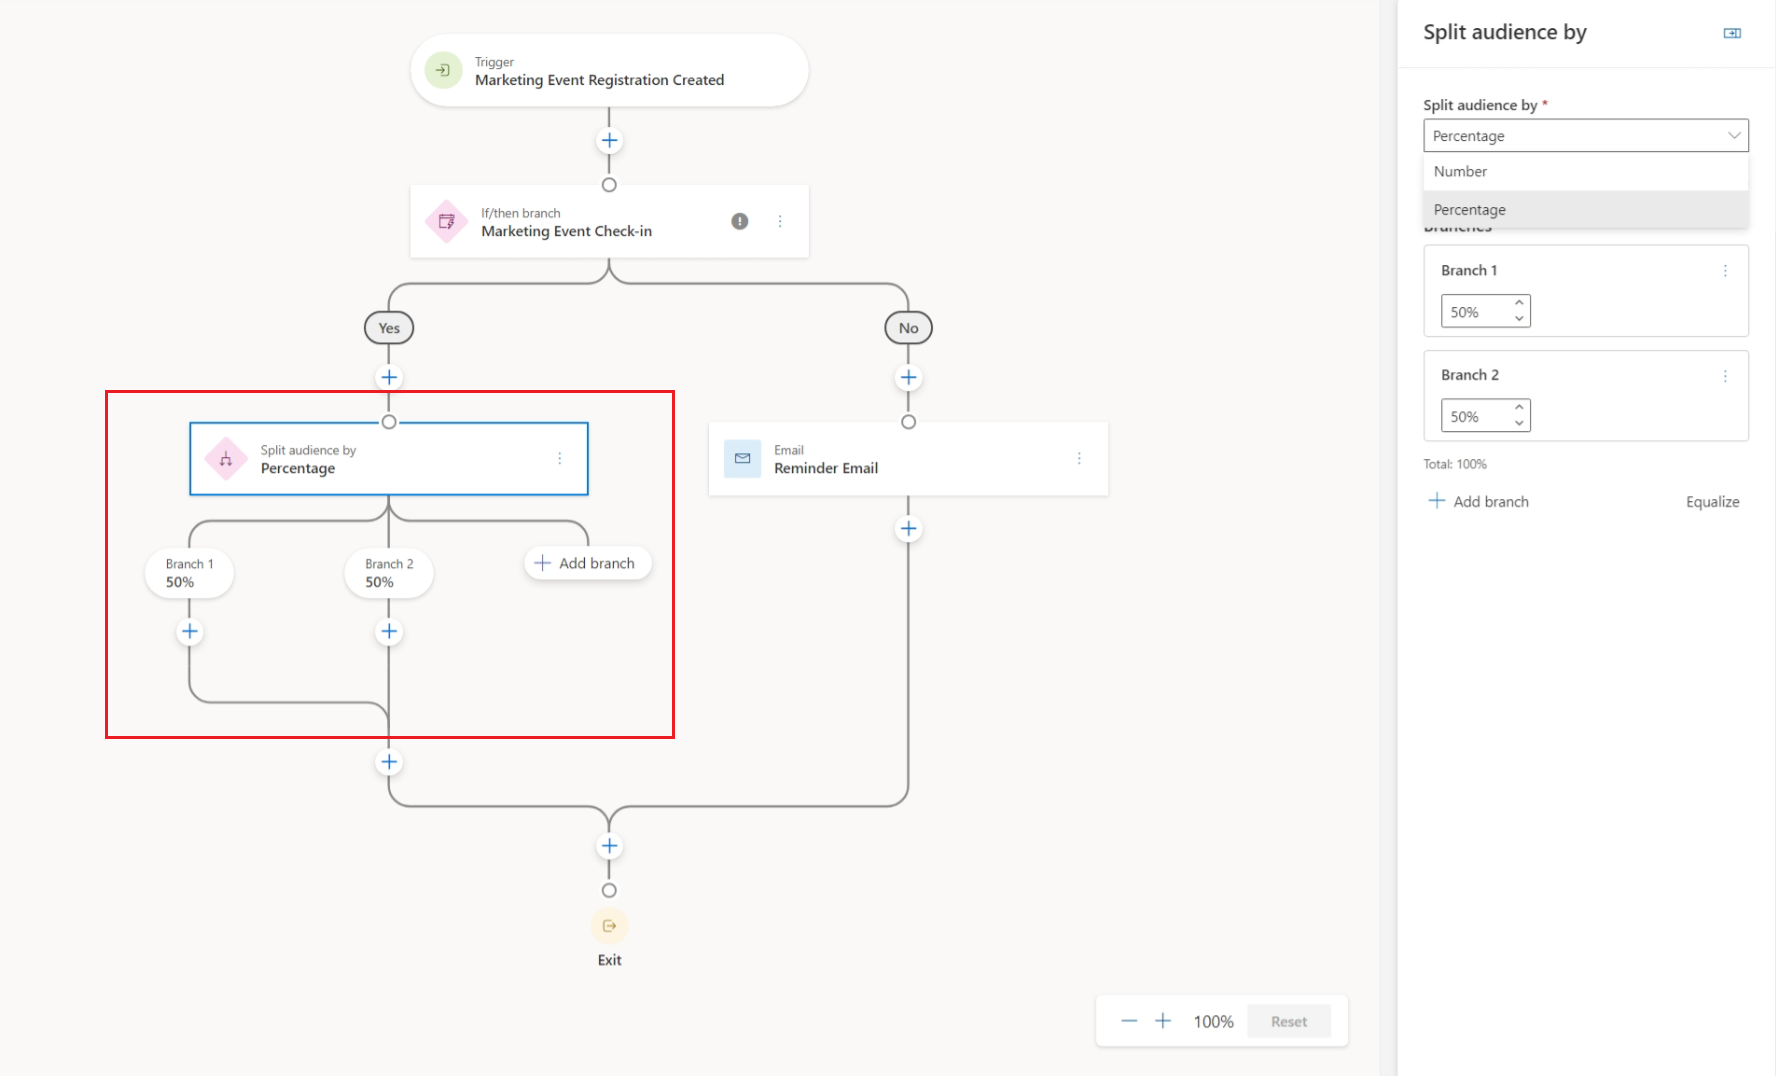 Trigger
Marketing Event Registration Created
If/then branch
Marketing Event Check-in
Yes
No
Split audience by
Percentage
Email
Reminder Email
Branch 1
50%
Branch 2
50%
Add branch
Exit
100%
Reset
Split audience by
Split audience by *
Percentage
Number
Percentage
Branches
Branch 1
50%
Branch 2
50%
Total: 100%
Add branch
Equalize